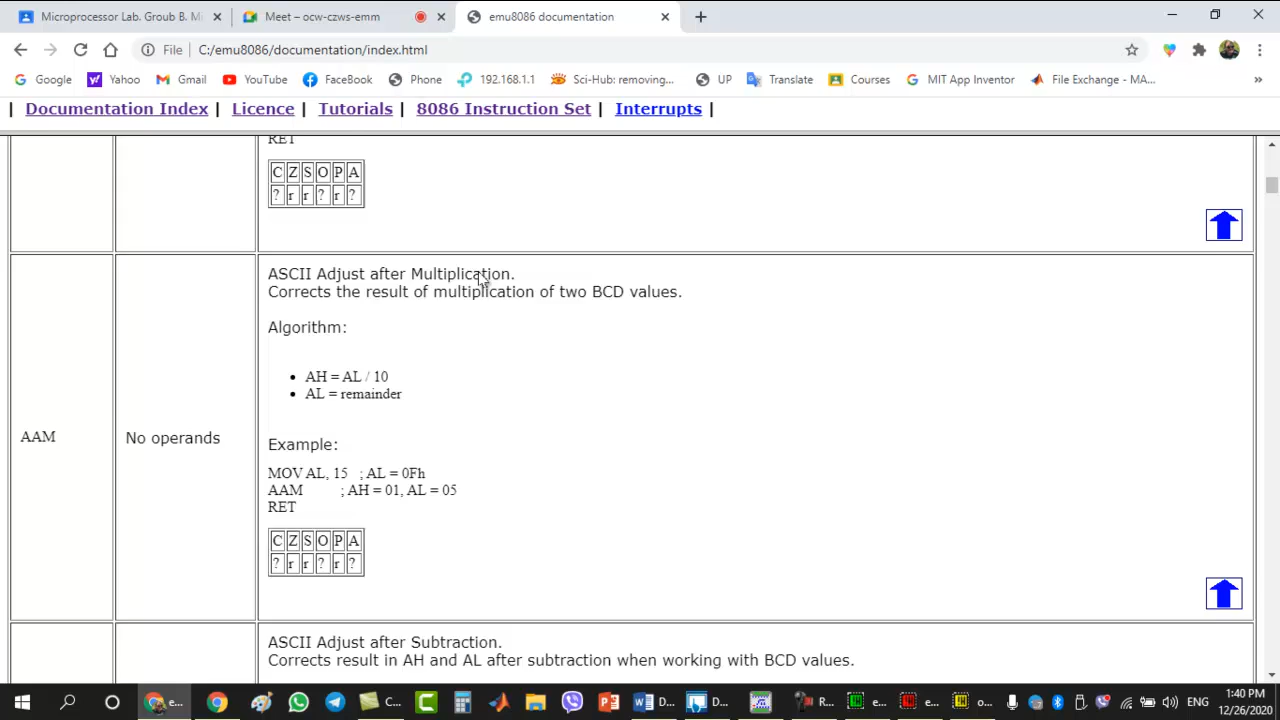 Microprocessor Lab. Groub B. Mi
Meet – ocw-czws-emm
emu8086 documentation
File | C:/emu8086/documentation/index.html
Google Yahoo Gmail YouTube FaceBook Phone 192.168.1.1 Sci-Hub: removing... UP Translate Courses MIT App Inventor File Exchange - MA... »
| Documentation Index | Licence | Tutorials | 8086 Instruction Set | Interrupts |
RET
C Z S O P A
? r r ? r ?
ASCII Adjust after Multiplication.
Corrects the result of multiplication of two BCD values.
Algorithm:
• AH = AL / 10
• AL = remainder
AAM
No operands
Example:
MOV AL, 15 ; AL = 0Fh
AAM ; AH = 01, AL = 05
RET
C Z S O P A
? r r ? r ?
ASCII Adjust after Subtraction.
Corrects result in AH and AL after subtraction when working with BCD values.
e... C... D... D... R... e... e... o... ENG 1:40 PM
12/26/2020